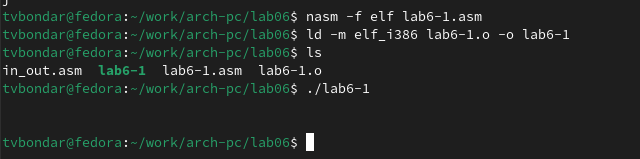 tvbondar@fedora:~/work/arch-pc/lab06$ nasm -f elf lab6-1.asm
tvbondar@fedora:~/work/arch-pc/lab06$ ld -m elf_i386 lab6-1.o -o lab6-1
tvbondar@fedora:~/work/arch-pc/lab06$ ls
in_out.asm  lab6-1  lab6-1.asm  lab6-1.o
tvbondar@fedora:~/work/arch-pc/lab06$ ./lab6-1
tvbondar@fedora:~/work/arch-pc/lab06$